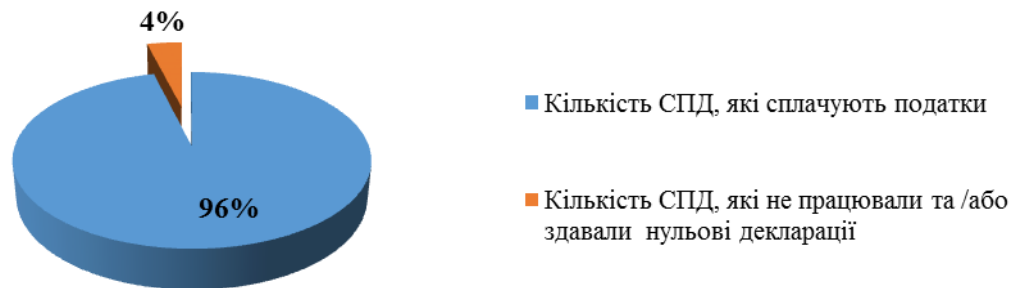 4%
96%
Кількість СПД, які сплачують податки
Кількість СПД, які не працювали та /або
здавали  нульові декларації